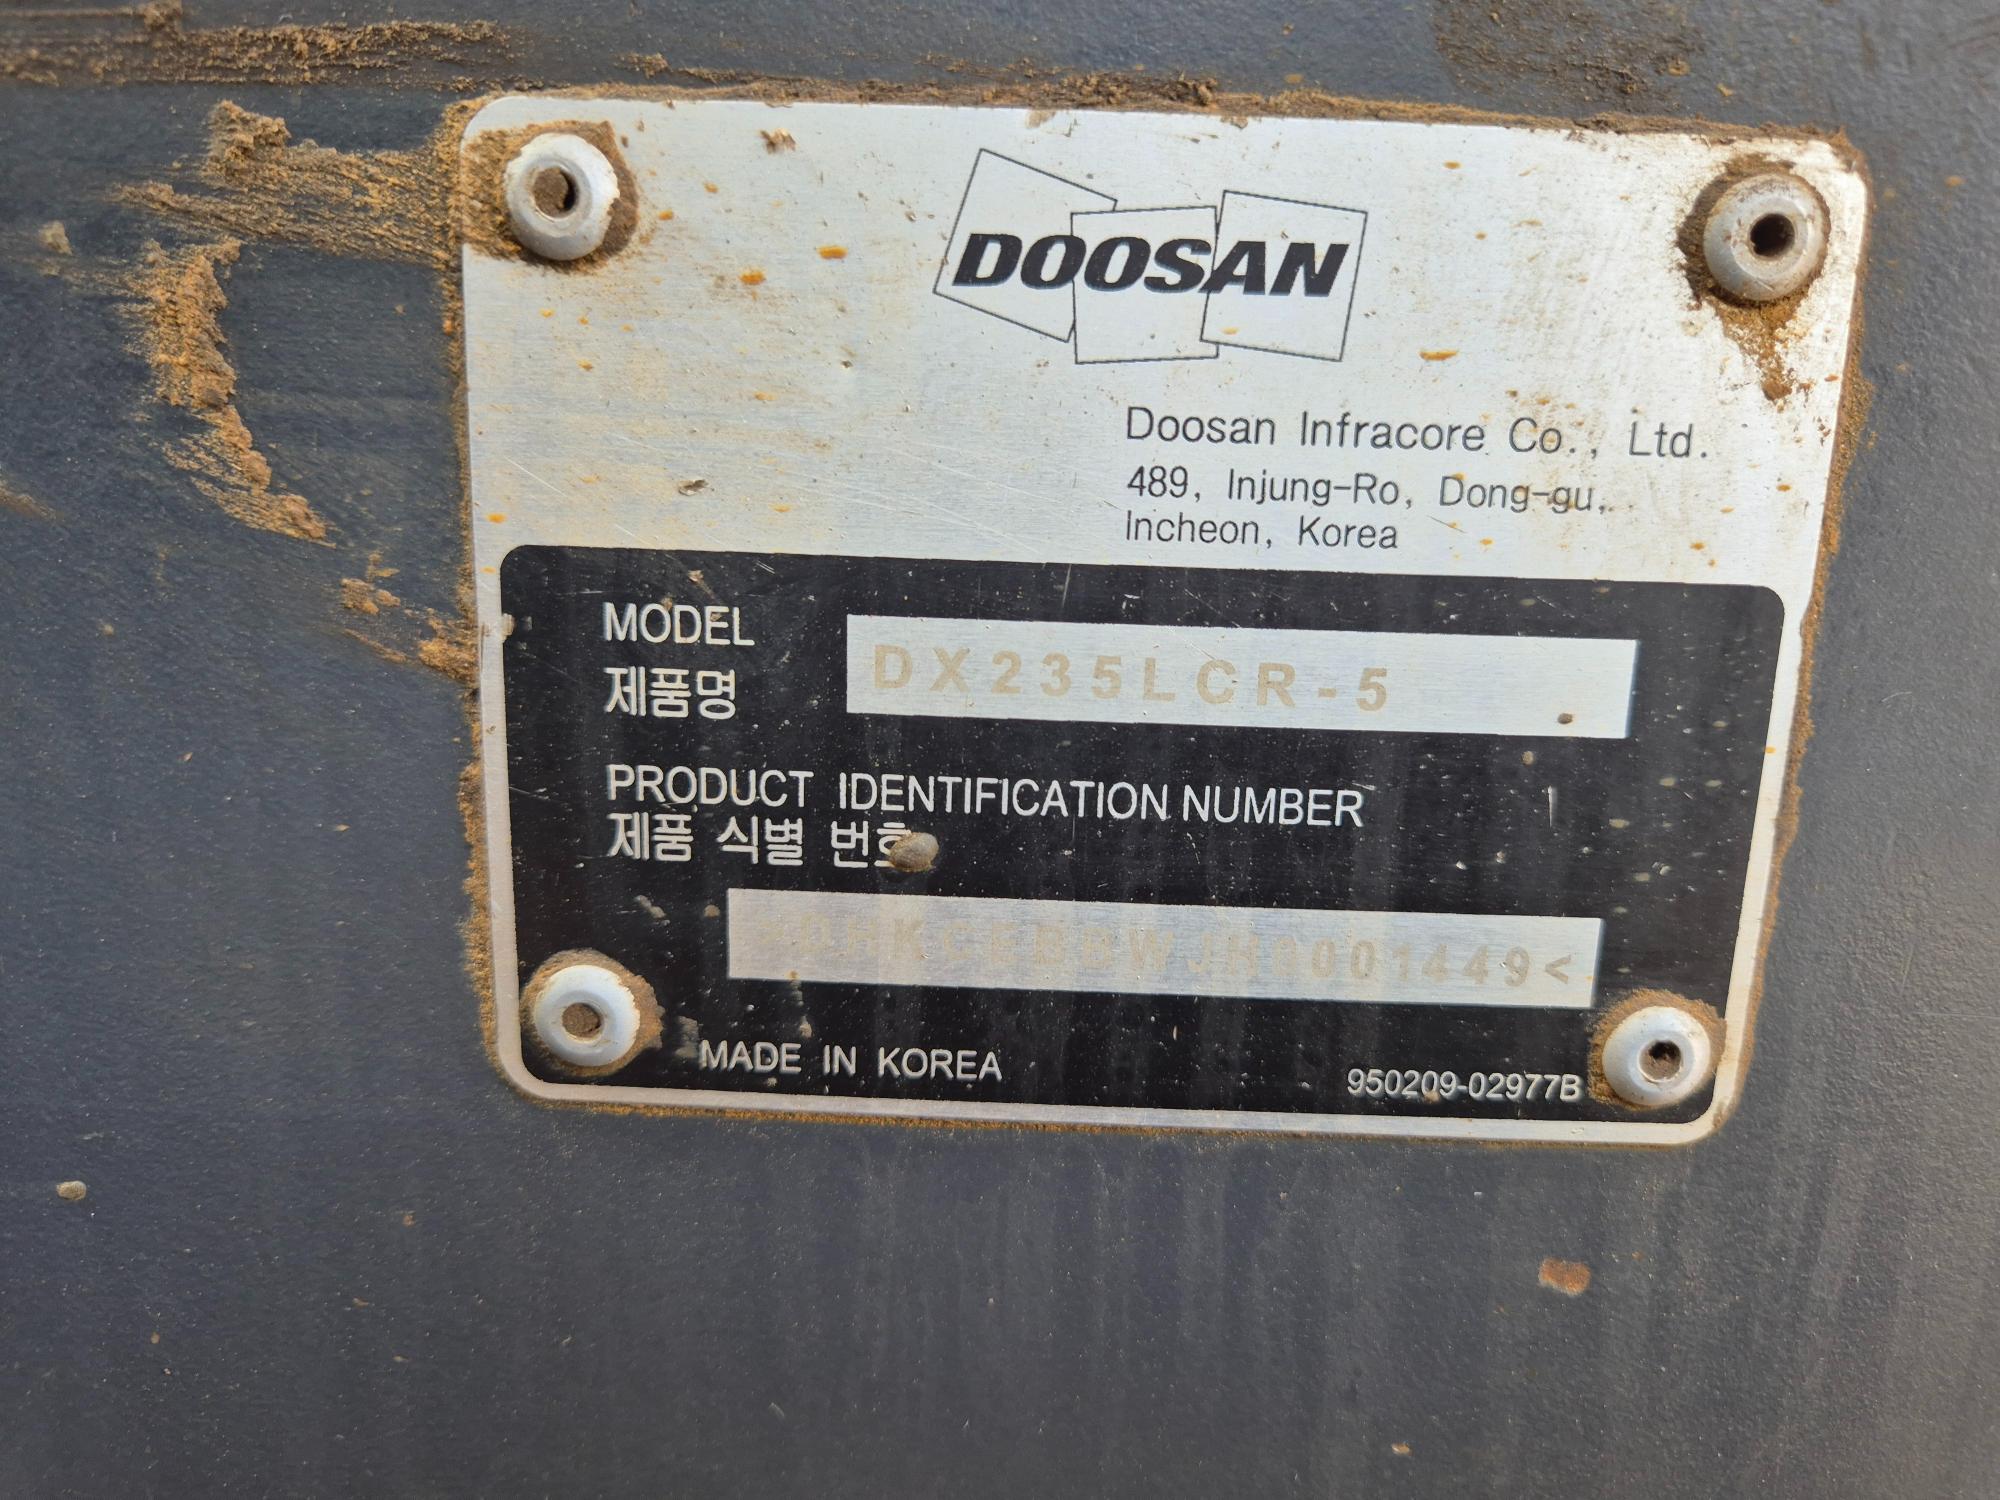 DOOSAN
Doosan Infracore Co., Ltd.
489, Injung-Ro, Dong-gu,
Incheon, Korea
MODEL
제품명
DX235LCR-5
PRODUCT IDENTIFICATION NUMBER
제품 식별 번호
>DHKCEBBWJH0001449<
MADE IN KOREA
950209-02977B